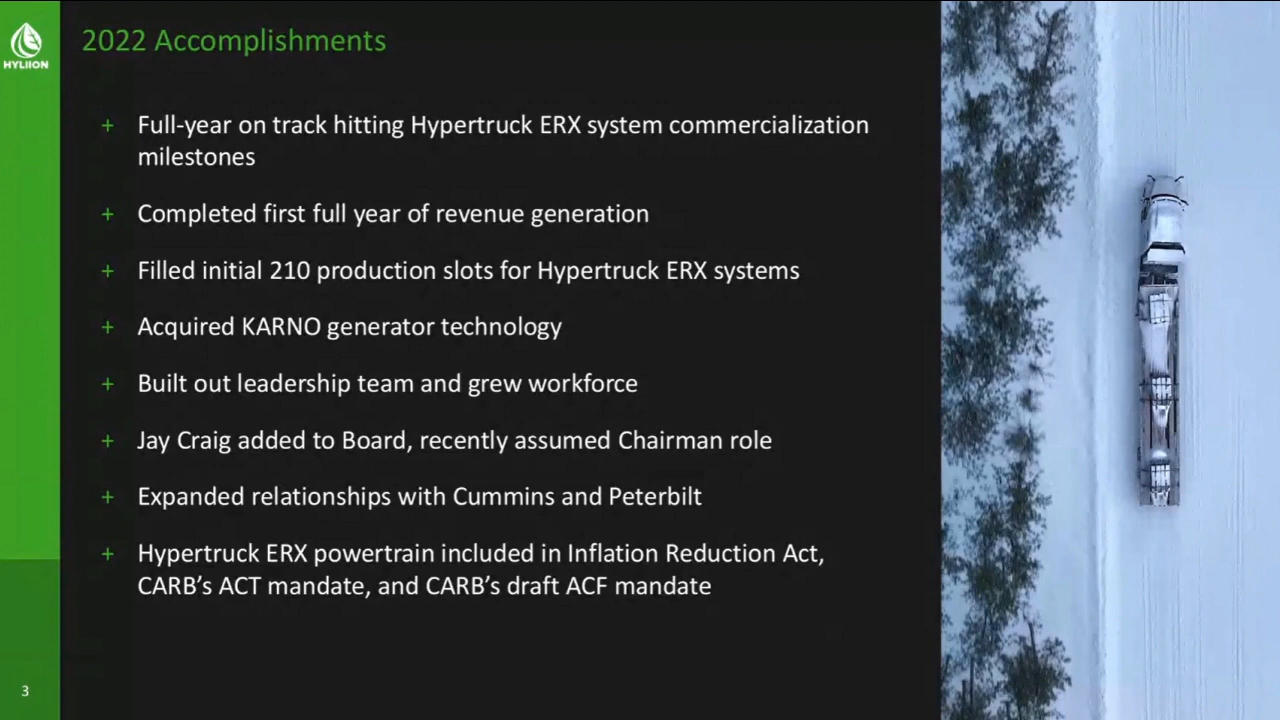 HYLIION
2022 Accomplishments
+ Full-year on track hitting Hypertruck ERX system commercialization
milestones
+ Completed first full year of revenue generation
+ Filled initial 210 production slots for Hypertruck ERX systems
+ Acquired KARNO generator technology
+ Built out leadership team and grew workforce
+ Jay Craig added to Board, recently assumed Chairman role
+ Expanded relationships with Cummins and Peterbilt
+ Hypertruck ERX powertrain included in Inflation Reduction Act,
CARB’s ACT mandate, and CARB’s draft ACF mandate
3